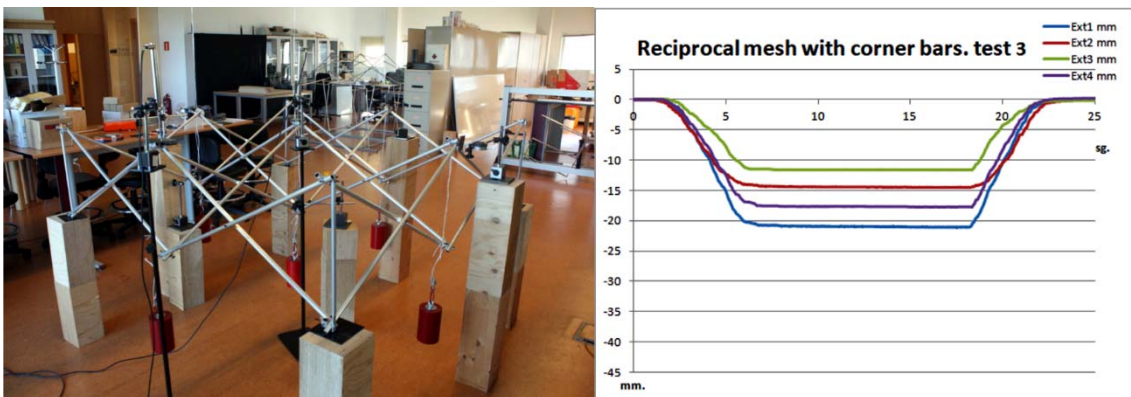 Reciprocal mesh with corner bars. test 3
Ext1 mm
Ext2 mm
Ext3 mm
Ext4 mm
5
0
-5
-10
-15
-20
-25
-30
-35
-40
-45
0 5 10 15 20 25
sg.
mm.